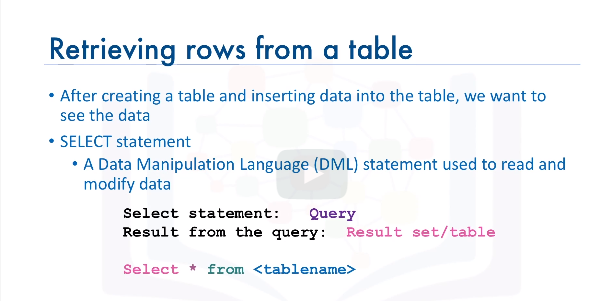 Retrieving rows from a table
• After creating a table and inserting data into the table, we want to
see the data
• SELECT statement
• A Data Manipulation Language (DML) statement used to read and
modify data
Select statement: Query
Result from the query: Result set/table
Select * from <tablename>